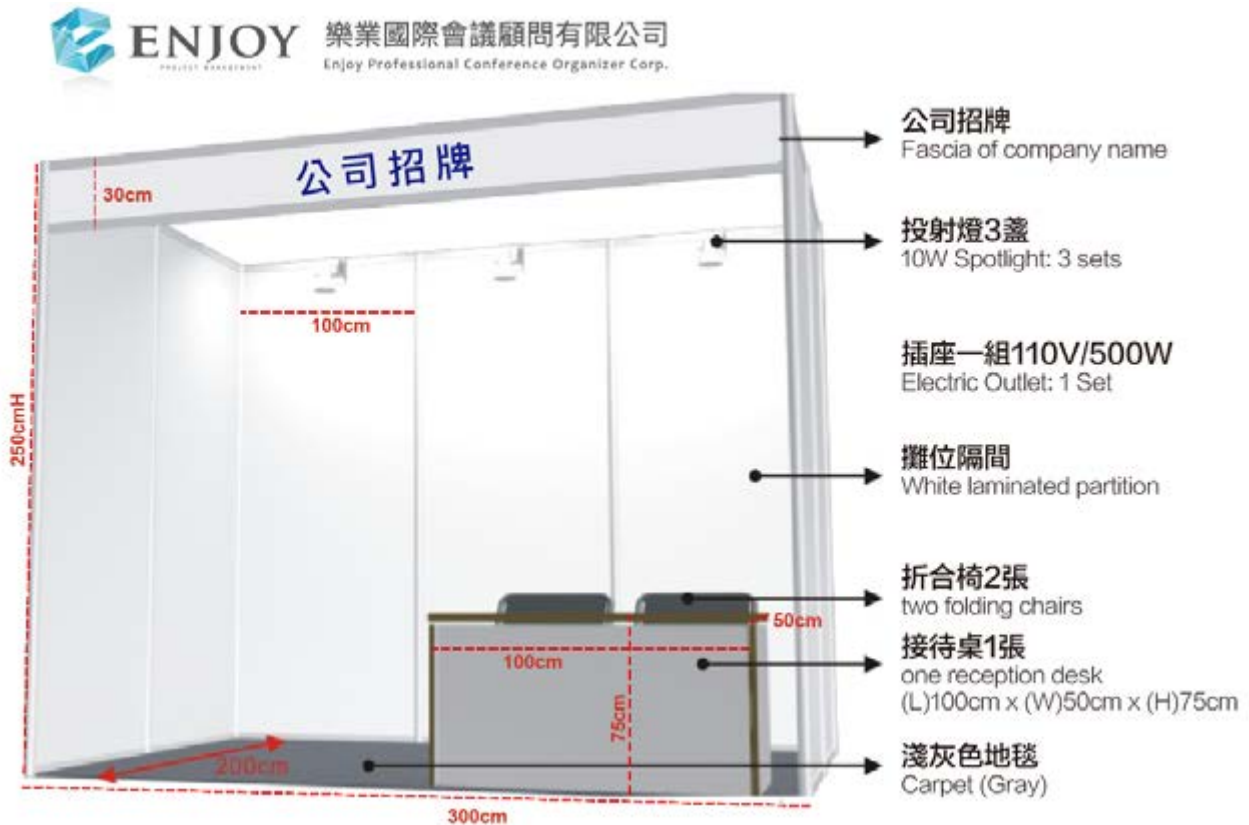 ENJOY
PROJECT MANAGEMENT
樂業國際會議顧問有限公司
Enjoy Professional Conference Organizer Corp.
公司招牌
30cm
100cm
250cmH
50cm
100cm
75cm
200cm
300cm
公司招牌
Fascia of company name
投射燈3盞
10W Spotlight: 3 sets
插座一組110V/500W
Electric Outlet: 1 Set
攤位隔間
White laminated partition
折合椅2張
two folding chairs
接待桌1張
one reception desk
(L)100cm x (W)50cm x (H)75cm
淺灰色地毯
Carpet (Gray)